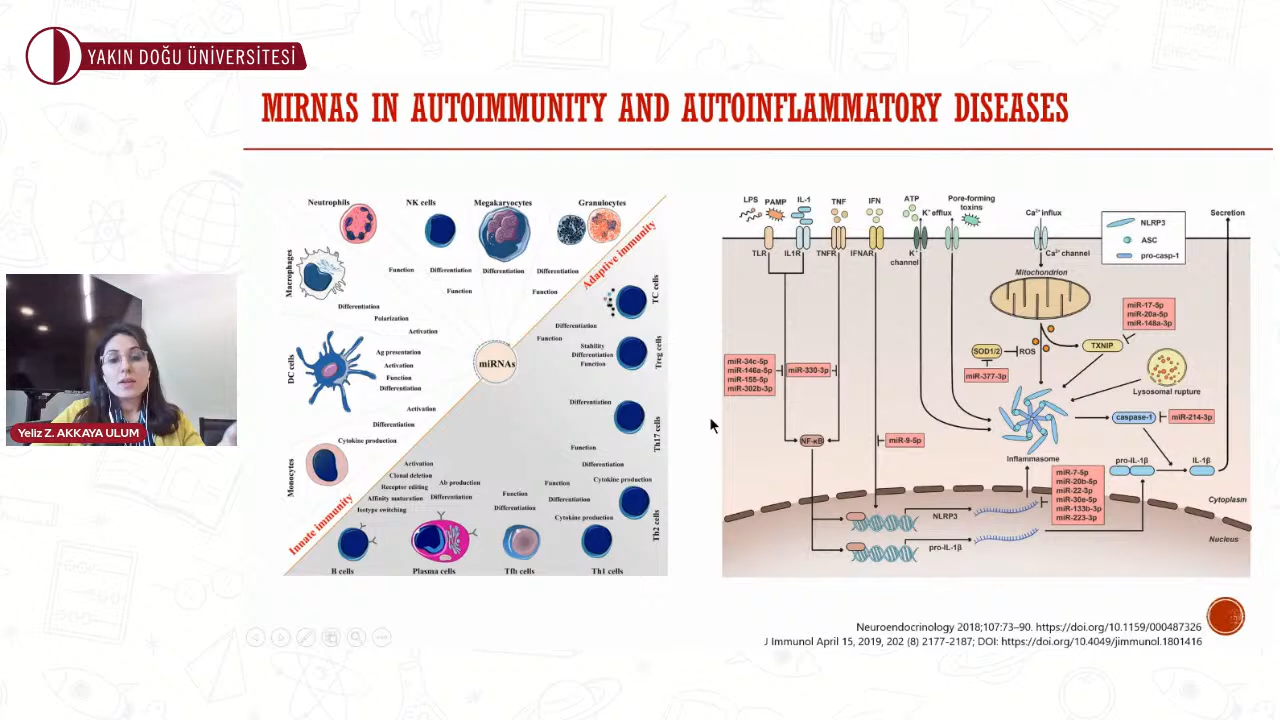 YAKIN DOĞU ÜNİVERSİTESİ
MIRNAS IN AUTOIMMUNITY AND AUTOINFLAMMATORY DISEASES
Neutrophils
NK cells
Megakaryocytes
Granulocytes
Macrophages
Function
Differentiation
Differentiation
Differentiation
Function
Function
Adaptive immunity
TC cells
Differentiation
Polarization
Activation
Differentiation
Function
Stability
Differentiation
Function
Treg cells
miRNAs
DC cells
Ag presentation
Activation
Function
Differentiation
Activation
Differentiation
Differentiation
Th17 cells
Cytokine production
Function
Monocytes
Activation
Clonal deletion
Receptor editing
Affinity maturation
Isotype switching
Ab production
Differentiation
Function
Differentiation
Function
Differentiation
Cytokine production
Differentiation
Cytokine production
Th2 cells
Innate immunity
B cells
Plasma cells
Tfh cells
Th1 cells
LPS
PAMP
IL-1
TNF
IFN
ATP
K⁺ efflux
Pore-forming
toxins
Ca²⁺ influx
NLRP3
ASC
pro-casp-1
Secretion
TLR
IL1R
TNFR
IFNAR
K⁺
channel
Ca²⁺ channel
Mitochondrion
miR-17-5p
miR-20a-5p
miR-148a-3p
SOD1/2
ROS
TXNIP
miR-377-3p
Lysosomal rupture
miR-34c-5p
miR-146a-5p
miR-155-5p
miR-302b-3p
miR-330-3p
caspase-1
miR-214-3p
NF-κB
miR-9-5p
Inflammasome
pro-IL-1β
IL-1β
miR-7-5p
miR-20b-5p
miR-22-3p
miR-30e-5p
miR-133b-3p
miR-223-3p
Cytoplasm
NLRP3
pro-IL-1β
Nucleus
Yeliz Z. AKKAYA ULUM
Neuroendocrinology 2018;107:73–90. https://doi.org/10.1159/000487326
J Immunol April 15, 2019, 202 (8) 2177-2187; DOI: https://doi.org/10.4049/jimmunol.1801416